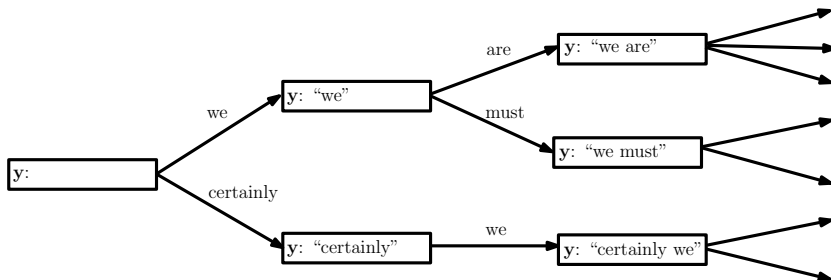 y:
we
certainly
y: “we”
y: “certainly”
are
must
we
y: “we are”
y: “we must”
y: “certainly we”